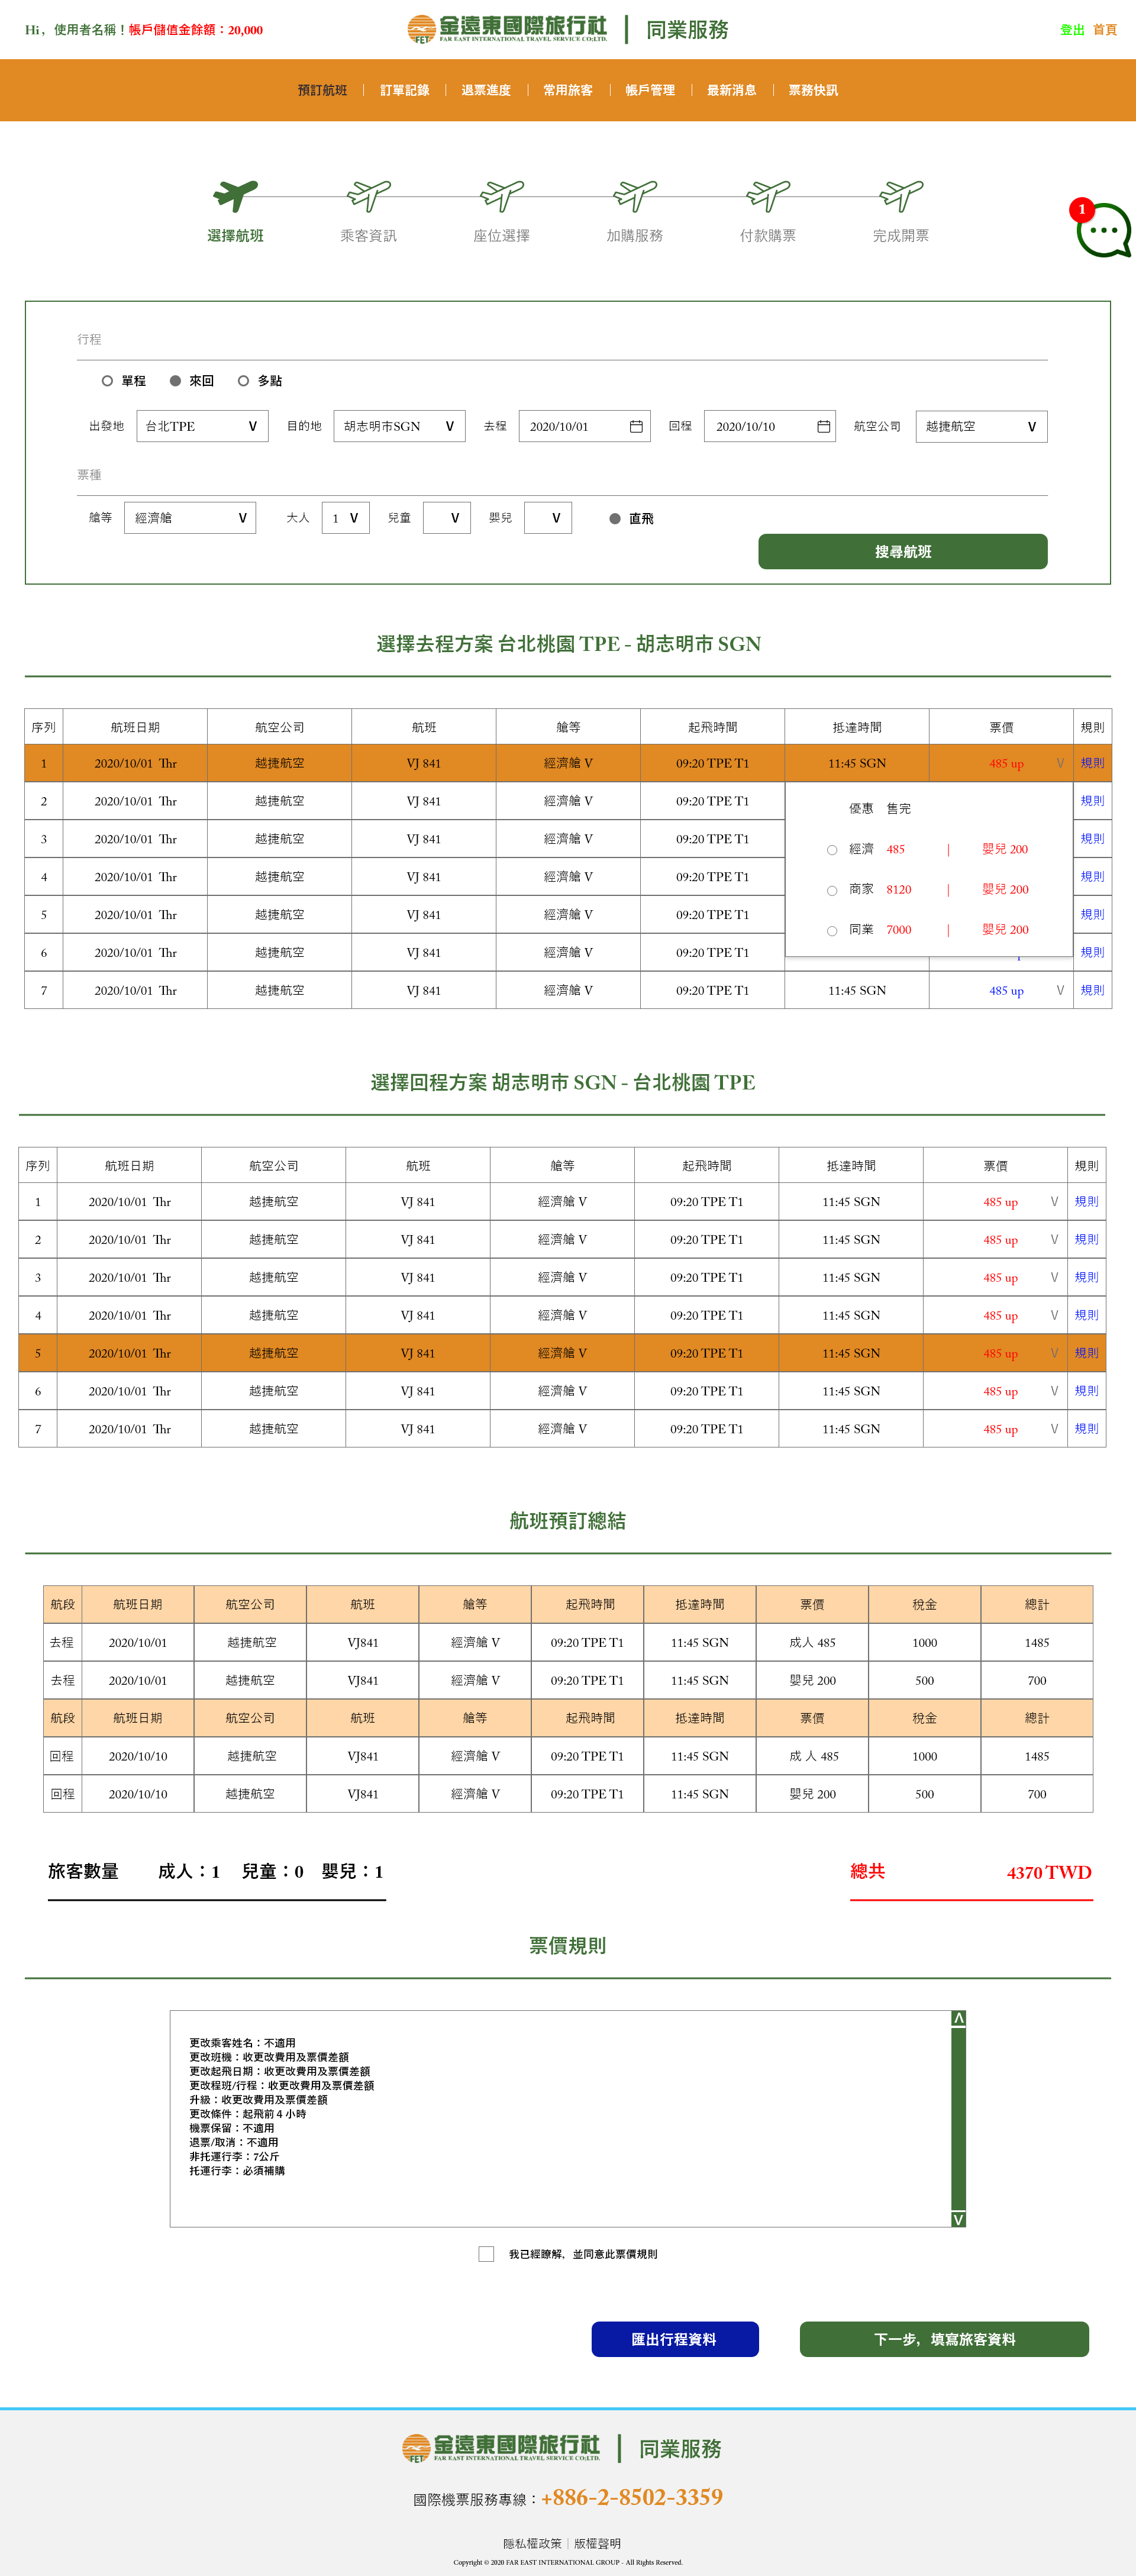 Hi，使用者名稱！帳戶儲值金餘額：20,000
FET 金遠東國際旅行社 FAR EAST INTERNATIONAL TRAVEL SERVICE CO;LTD. | 同業服務
登出 首頁
預訂航班 | 訂單記錄 | 退票進度 | 常用旅客 | 帳戶管理 | 最新消息 | 票務快訊
選擇航班 乘客資訊 座位選擇 加購服務 付款購票 完成開票
1
行程
單程 來回 多點
出發地 台北TPE V 目的地 胡志明市SGN V 去程 2020/10/01 回程 2020/10/10 航空公司 越捷航空 V
票種
艙等 經濟艙 V 大人 1 V 兒童 V 嬰兒 V 直飛
搜尋航班
選擇去程方案 台北桃園 TPE - 胡志明市 SGN
序列 航班日期 航空公司 航班 艙等 起飛時間 抵達時間 票價 規則
1 2020/10/01 Thr 越捷航空 VJ 841 經濟艙 V 09:20 TPE T1 11:45 SGN 485 up V 規則
2 2020/10/01 Thr 越捷航空 VJ 841 經濟艙 V 09:20 TPE T1 規則
3 2020/10/01 Thr 越捷航空 VJ 841 經濟艙 V 09:20 TPE T1 規則
4 2020/10/01 Thr 越捷航空 VJ 841 經濟艙 V 09:20 TPE T1 規則
5 2020/10/01 Thr 越捷航空 VJ 841 經濟艙 V 09:20 TPE T1 規則
6 2020/10/01 Thr 越捷航空 VJ 841 經濟艙 V 09:20 TPE T1 規則
優惠 售完
經濟 485 | 嬰兒 200
商家 8120 | 嬰兒 200
同業 7000 | 嬰兒 200
7 2020/10/01 Thr 越捷航空 VJ 841 經濟艙 V 09:20 TPE T1 11:45 SGN 485 up V 規則
選擇回程方案 胡志明市 SGN - 台北桃園 TPE
序列 航班日期 航空公司 航班 艙等 起飛時間 抵達時間 票價 規則
1 2020/10/01 Thr 越捷航空 VJ 841 經濟艙 V 09:20 TPE T1 11:45 SGN 485 up V 規則
2 2020/10/01 Thr 越捷航空 VJ 841 經濟艙 V 09:20 TPE T1 11:45 SGN 485 up V 規則
3 2020/10/01 Thr 越捷航空 VJ 841 經濟艙 V 09:20 TPE T1 11:45 SGN 485 up V 規則
4 2020/10/01 Thr 越捷航空 VJ 841 經濟艙 V 09:20 TPE T1 11:45 SGN 485 up V 規則
5 2020/10/01 Thr 越捷航空 VJ 841 經濟艙 V 09:20 TPE T1 11:45 SGN 485 up V 規則
6 2020/10/01 Thr 越捷航空 VJ 841 經濟艙 V 09:20 TPE T1 11:45 SGN 485 up V 規則
7 2020/10/01 Thr 越捷航空 VJ 841 經濟艙 V 09:20 TPE T1 11:45 SGN 485 up V 規則
航班預訂總結
航段 航班日期 航空公司 航班 艙等 起飛時間 抵達時間 票價 稅金 總計
去程 2020/10/01 越捷航空 VJ841 經濟艙 V 09:20 TPE T1 11:45 SGN 成人 485 1000 1485
去程 2020/10/01 越捷航空 VJ841 經濟艙 V 09:20 TPE T1 11:45 SGN 嬰兒 200 500 700
航段 航班日期 航空公司 航班 艙等 起飛時間 抵達時間 票價 稅金 總計
回程 2020/10/10 越捷航空 VJ841 經濟艙 V 09:20 TPE T1 11:45 SGN 成 人 485 1000 1485
回程 2020/10/10 越捷航空 VJ841 經濟艙 V 09:20 TPE T1 11:45 SGN 嬰兒 200 500 700
旅客數量 成人：1 兒童：0 嬰兒：1
總共 4370 TWD
票價規則
更改乘客姓名：不適用
更改班機：收更改費用及票價差額
更改起飛日期：收更改費用及票價差額
更改程班/行程：收更改費用及票價差額
升級：收更改費用及票價差額
更改條件：起飛前 4 小時
機票保留：不適用
退票/取消：不適用
非托運行李：7公斤
托運行李：必須補購
我已經瞭解，並同意此票價規則
匯出行程資料
下一步，填寫旅客資料
FET 金遠東國際旅行社 FAR EAST INTERNATIONAL TRAVEL SERVICE CO;LTD. | 同業服務
國際機票服務專線：+886-2-8502-3359
隱私權政策 | 版權聲明
Copyright © 2020 FAR EAST INTERNATIONAL GROUP - All Rights Reserved.